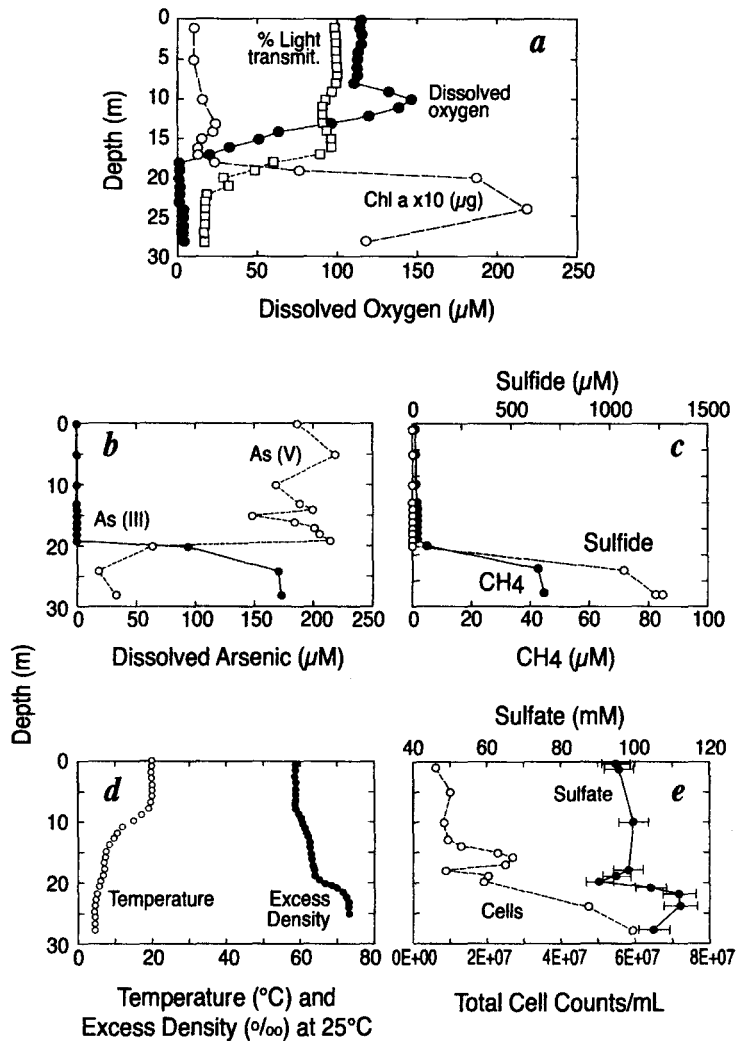 a
% Light
transmit.
Dissolved
oxygen
Chl a x10 (µg)
Depth (m)
0
5
10
15
20
25
30
0 50 100 150 200 250
Dissolved Oxygen (µM)
b
As (V)
As (III)
0
10
20
30
0 50 100 150 200 250
Dissolved Arsenic (µM)
Sulfide (µM)
0 500 1000 1500
c
Sulfide
CH4
0 20 40 60 80 100
CH4 (µM)
Depth (m)
d
Temperature
Excess
Density
0
10
20
30
0 20 40 60 80
Temperature (°C) and
Excess Density (o/oo) at 25°C
Sulfate (mM)
40 60 80 100 120
e
Sulfate
Cells
0E+00 2E+07 4E+07 6E+07 8E+07
Total Cell Counts/mL